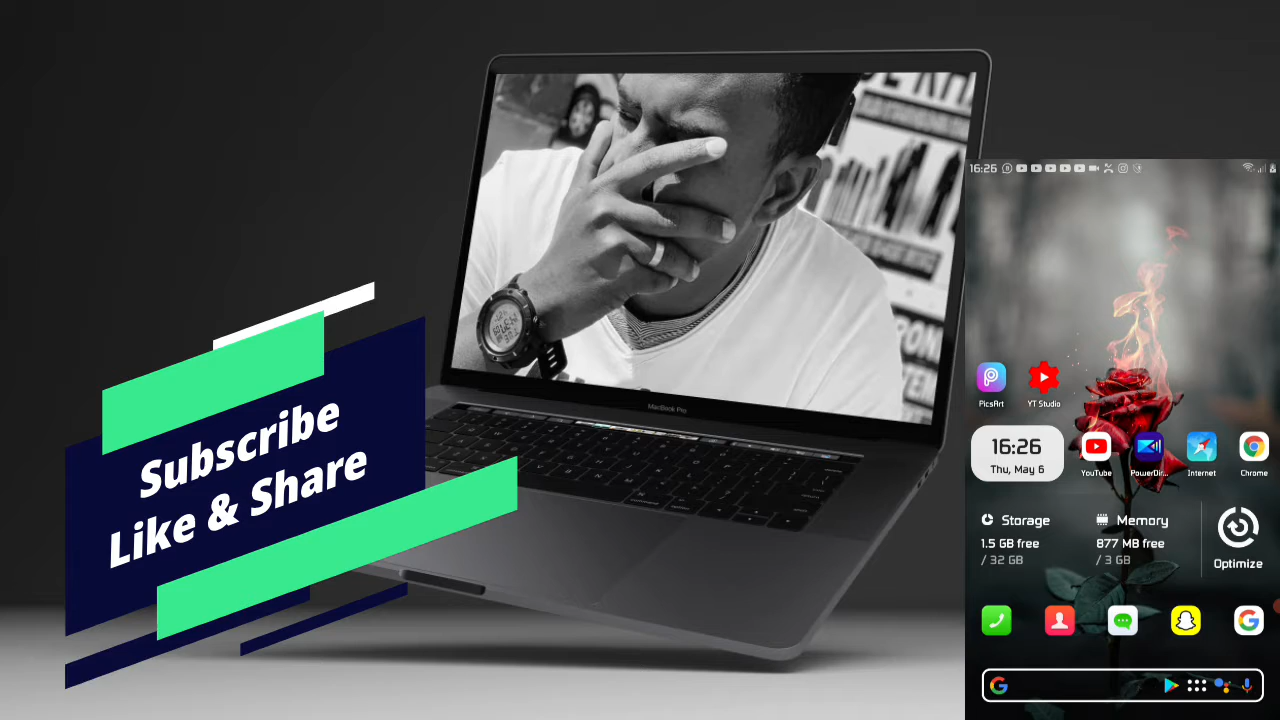 Subscribe
Like & Share
MacBook Pro
16:26
PicsArt
YT Studio
16:26
Thu, May 6
YouTube
PowerDir...
Internet
Chrome
Storage
1.5 GB free
/ 32 GB
Memory
877 MB free
/ 3 GB
Optimize